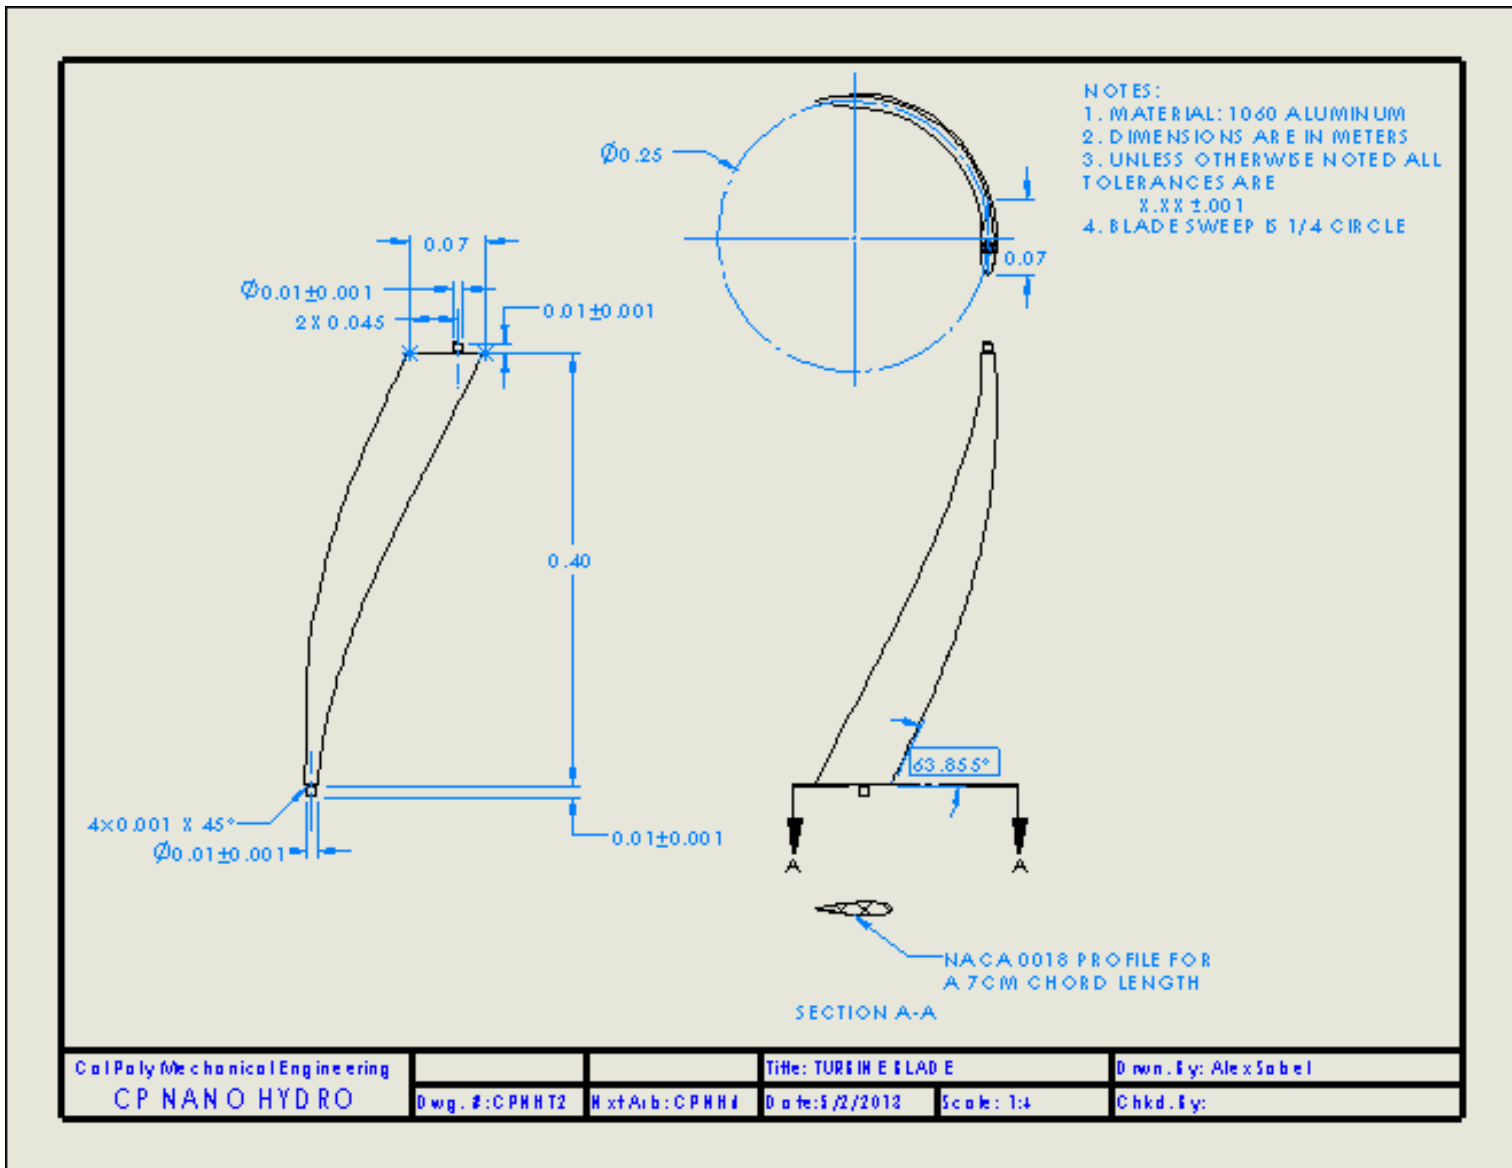 NOTES:
1. MATERIAL: 1060 ALUMINUM
2. DIMENSIONS ARE IN METERS
3. UNLESS OTHERWISE NOTED ALL
TOLERANCES ARE
X.XX ±.001
4. BLADE SWEEP IS 1/4 CIRCLE
Ø0.25
0.07
0.07
Ø0.01±0.001
2 X 0.045
0.01±0.001
0.40
63.855°
4×0.001 X 45°
Ø0.01±0.001
0.01±0.001
A
A
NACA 0018 PROFILE FOR
A 7CM CHORD LENGTH
SECTION A-A
Cal Poly Mechanical Engineering
CP NANO HYDRO
Dwg. #:CPNHT2
Nxt Asb:
Title: TURBINE BLADE
Date:5/2/2013
Scale: 1:4
Drwn. By: Alex Sobel
Chkd. By: